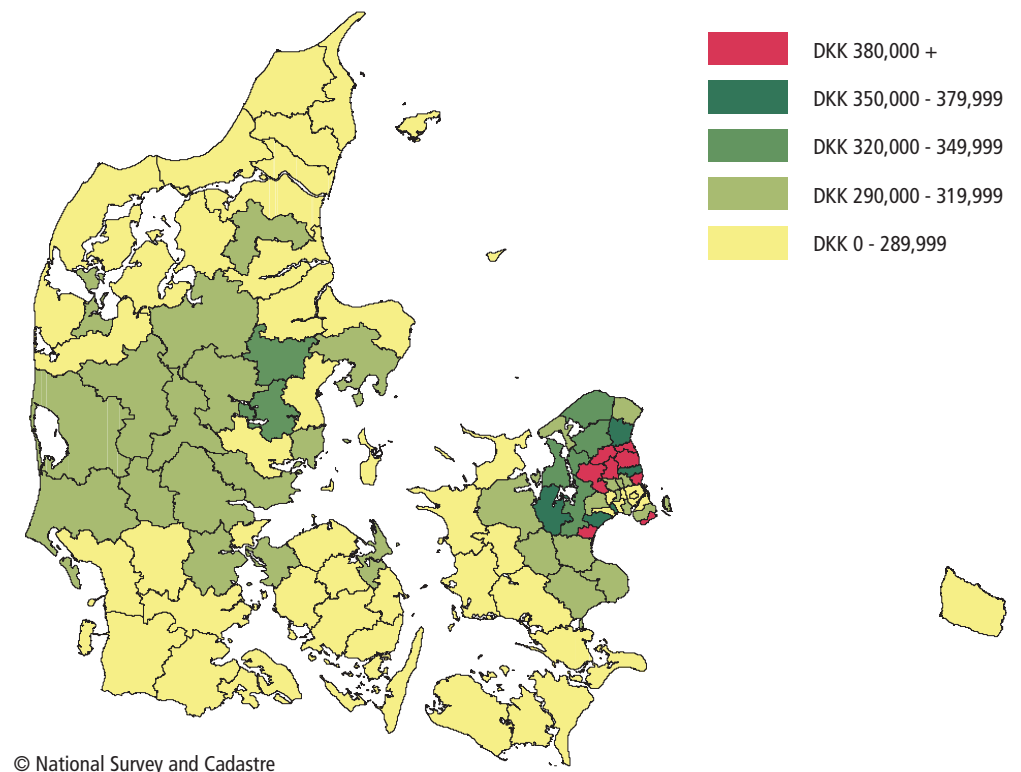 DKK 380,000 +
DKK 350,000 - 379,999
DKK 320,000 - 349,999
DKK 290,000 - 319,999
DKK 0 - 289,999
© National Survey and Cadastre